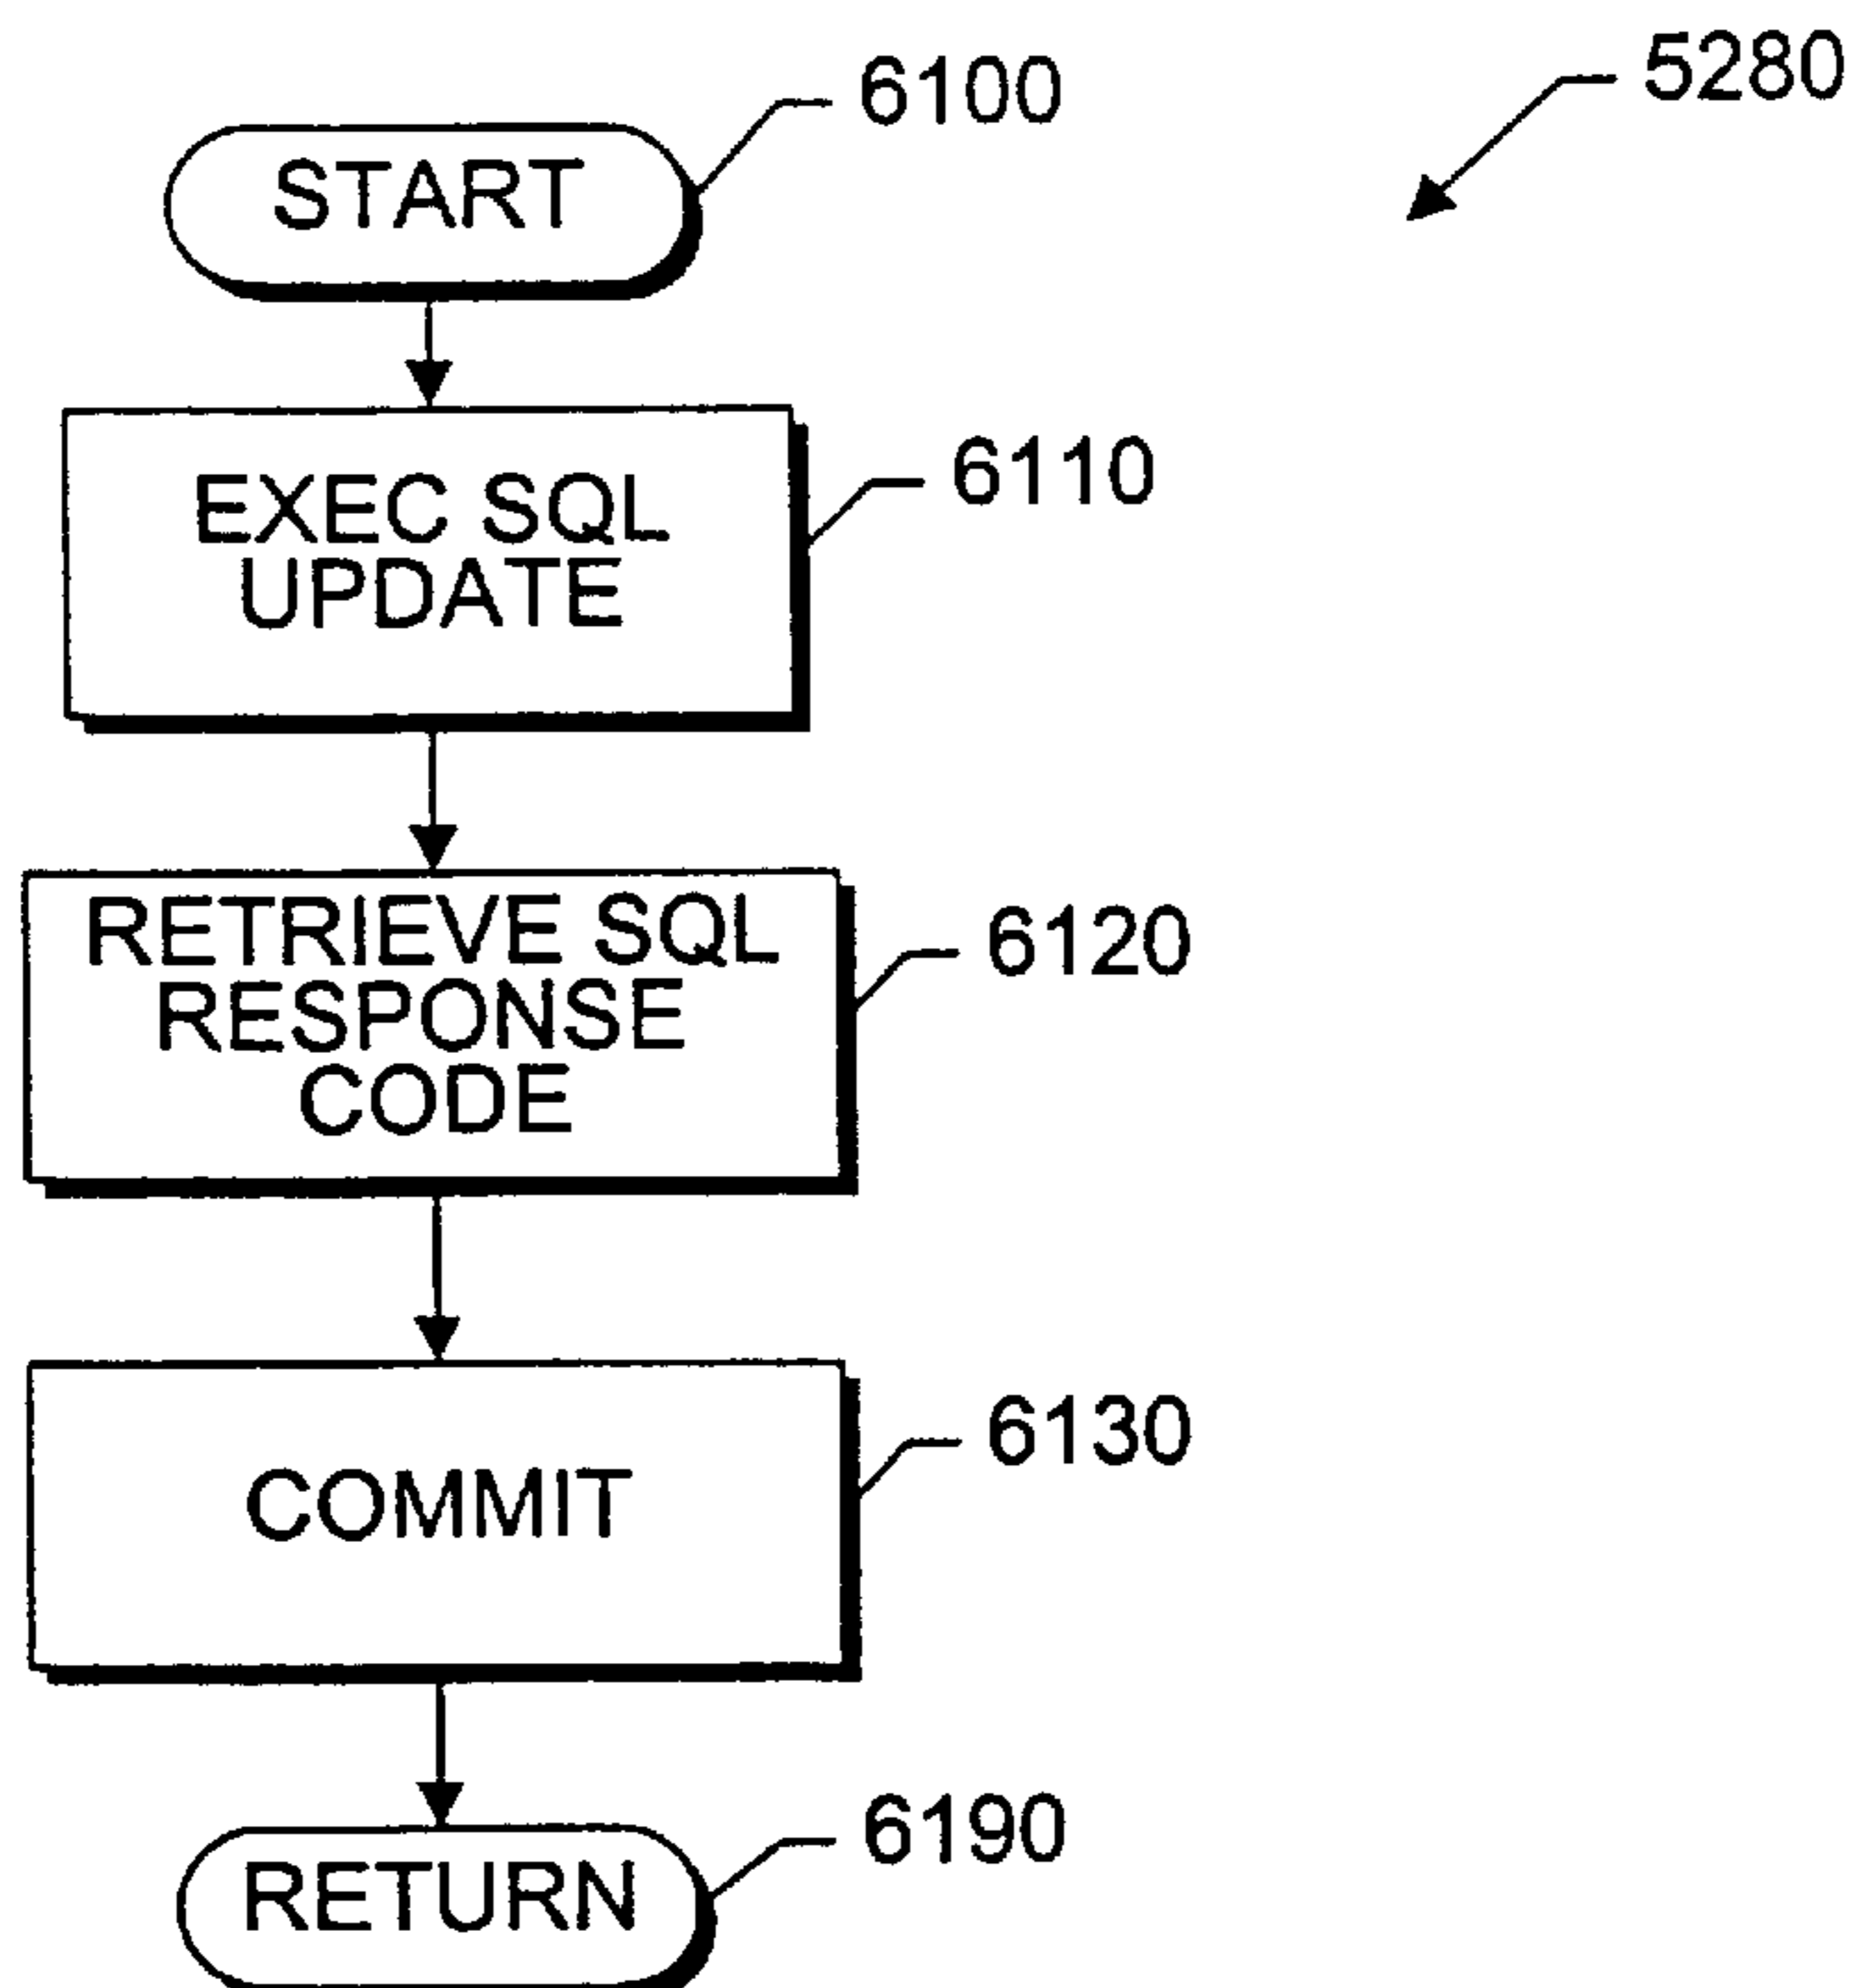 6100
5280
START
6110
EXEC SQL
UPDATE
6120
RETRIEVE SQL
RESPONSE
CODE
6130
COMMIT
6190
RETURN